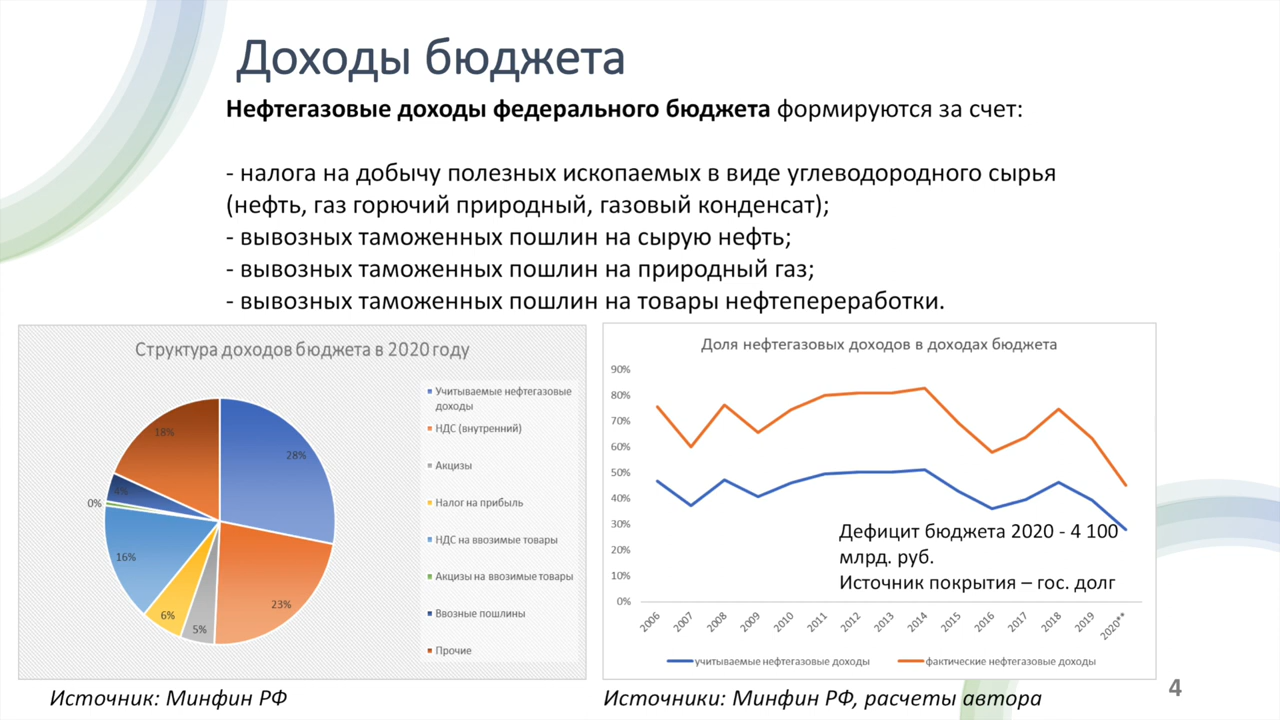 Доходы бюджета
Нефтегазовые доходы федерального бюджета формируются за счет:
- налога на добычу полезных ископаемых в виде углеводородного сырья
(нефть, газ горючий природный, газовый конденсат);
- вывозных таможенных пошлин на сырую нефть;
- вывозных таможенных пошлин на природный газ;
- вывозных таможенных пошлин на товары нефтепереработки.
Структура доходов бюджета в 2020 году
28%
23%
5%
6%
16%
0%
4%
18%
Учитываемые нефтегазовые
доходы
НДС (внутренний)
Акцизы
Налог на прибыль
НДС на ввозимые товары
Акцизы на ввозимые товары
Ввозные пошлины
Прочие
Источник: Минфин РФ
Доля нефтегазовых доходов в доходах бюджета
90%
80%
70%
60%
50%
40%
30%
20%
10%
0%
Дефицит бюджета 2020 - 4 100
млрд. руб.
Источник покрытия – гос. долг
2006 2007 2008 2009 2010 2011 2012 2013 2014 2015 2016 2017 2018 2019 2020**
учитываемые нефтегазовые доходы фактические нефтегазовые доходы
Источники: Минфин РФ, расчеты автора
4